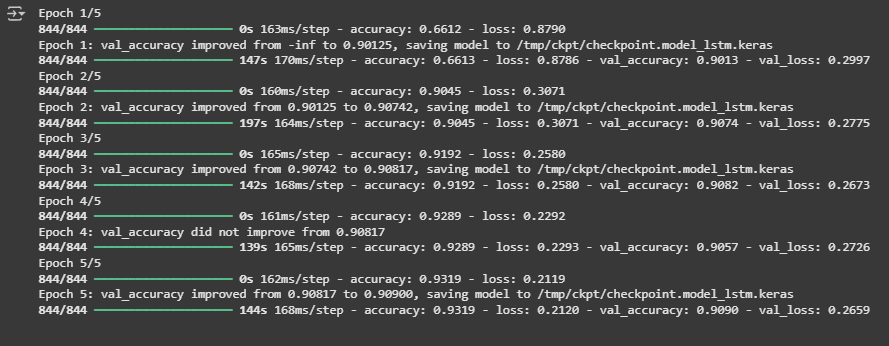 Epoch 1/5
844/844 ━━━━━━━━━━━━━━━━━━━━ 0s 163ms/step - accuracy: 0.6612 - loss: 0.8790
Epoch 1: val_accuracy improved from -inf to 0.90125, saving model to /tmp/ckpt/checkpoint.model_lstm.keras
844/844 ━━━━━━━━━━━━━━━━━━━━ 147s 170ms/step - accuracy: 0.6613 - loss: 0.8786 - val_accuracy: 0.9013 - val_loss: 0.2997
Epoch 2/5
844/844 ━━━━━━━━━━━━━━━━━━━━ 0s 160ms/step - accuracy: 0.9045 - loss: 0.3071
Epoch 2: val_accuracy improved from 0.90125 to 0.90742, saving model to /tmp/ckpt/checkpoint.model_lstm.keras
844/844 ━━━━━━━━━━━━━━━━━━━━ 197s 164ms/step - accuracy: 0.9045 - loss: 0.3071 - val_accuracy: 0.9074 - val_loss: 0.2775
Epoch 3/5
844/844 ━━━━━━━━━━━━━━━━━━━━ 0s 165ms/step - accuracy: 0.9192 - loss: 0.2580
Epoch 3: val_accuracy improved from 0.90742 to 0.90817, saving model to /tmp/ckpt/checkpoint.model_lstm.keras
844/844 ━━━━━━━━━━━━━━━━━━━━ 142s 168ms/step - accuracy: 0.9192 - loss: 0.2580 - val_accuracy: 0.9082 - val_loss: 0.2673
Epoch 4/5
844/844 ━━━━━━━━━━━━━━━━━━━━ 0s 161ms/step - accuracy: 0.9289 - loss: 0.2292
Epoch 4: val_accuracy did not improve from 0.90817
844/844 ━━━━━━━━━━━━━━━━━━━━ 139s 165ms/step - accuracy: 0.9289 - loss: 0.2293 - val_accuracy: 0.9057 - val_loss: 0.2726
Epoch 5/5
844/844 ━━━━━━━━━━━━━━━━━━━━ 0s 162ms/step - accuracy: 0.9319 - loss: 0.2119
Epoch 5: val_accuracy improved from 0.90817 to 0.90900, saving model to /tmp/ckpt/checkpoint.model_lstm.keras
844/844 ━━━━━━━━━━━━━━━━━━━━ 144s 168ms/step - accuracy: 0.9319 - loss: 0.2120 - val_accuracy: 0.9090 - val_loss: 0.2659